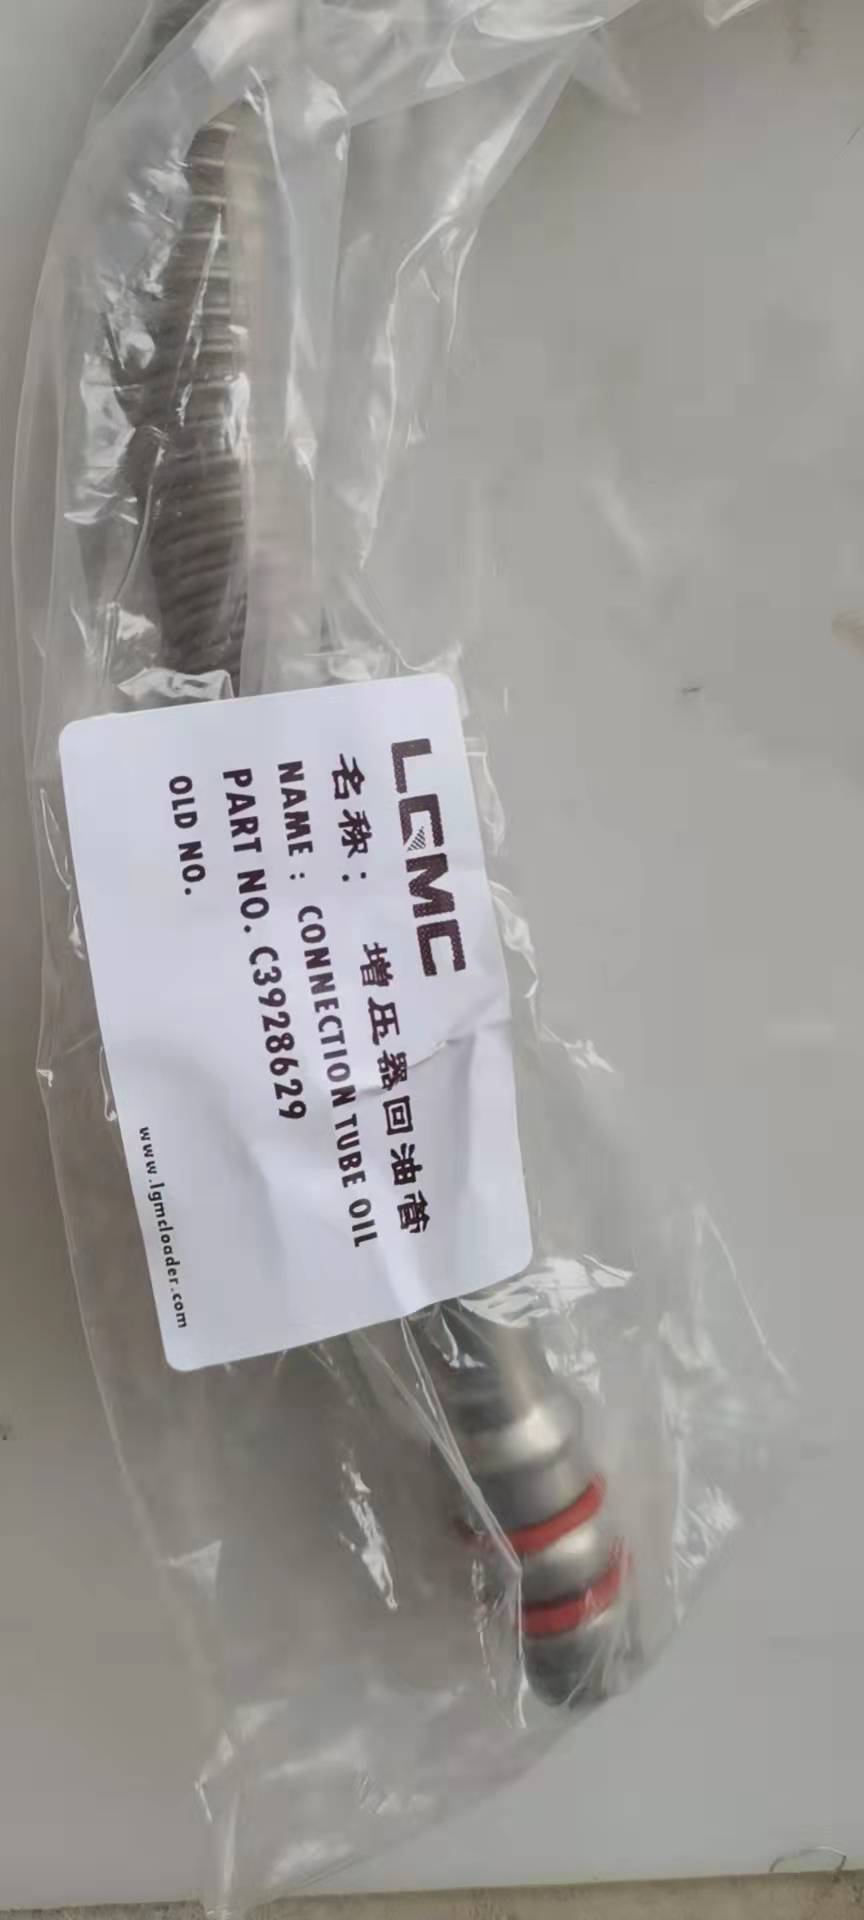 LGMC
名称： 增压器回油管
NAME： CONNECTION TUBE OIL
PART NO. C3928629
OLD NO.
www.lgmcloader.com